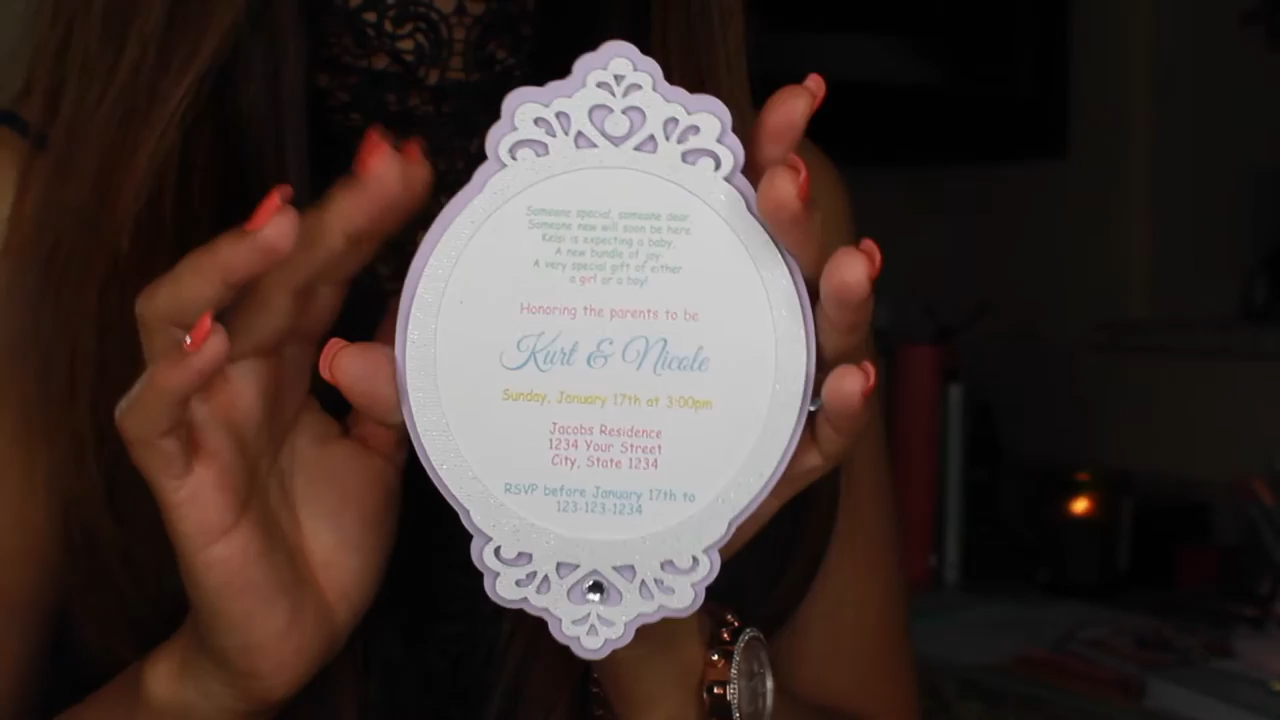 Someone special, someone dear,
Someone new will soon be here.
Kelsi is expecting a baby,
A new bundle of joy.
A very special gift of either
a girl or a boy!
Honoring the parents to be
Kurt & Nicole
Sunday, January 17th at 3:00pm
Jacobs Residence
1234 Your Street
City, State 1234
RSVP before January 17th to
123-123-1234